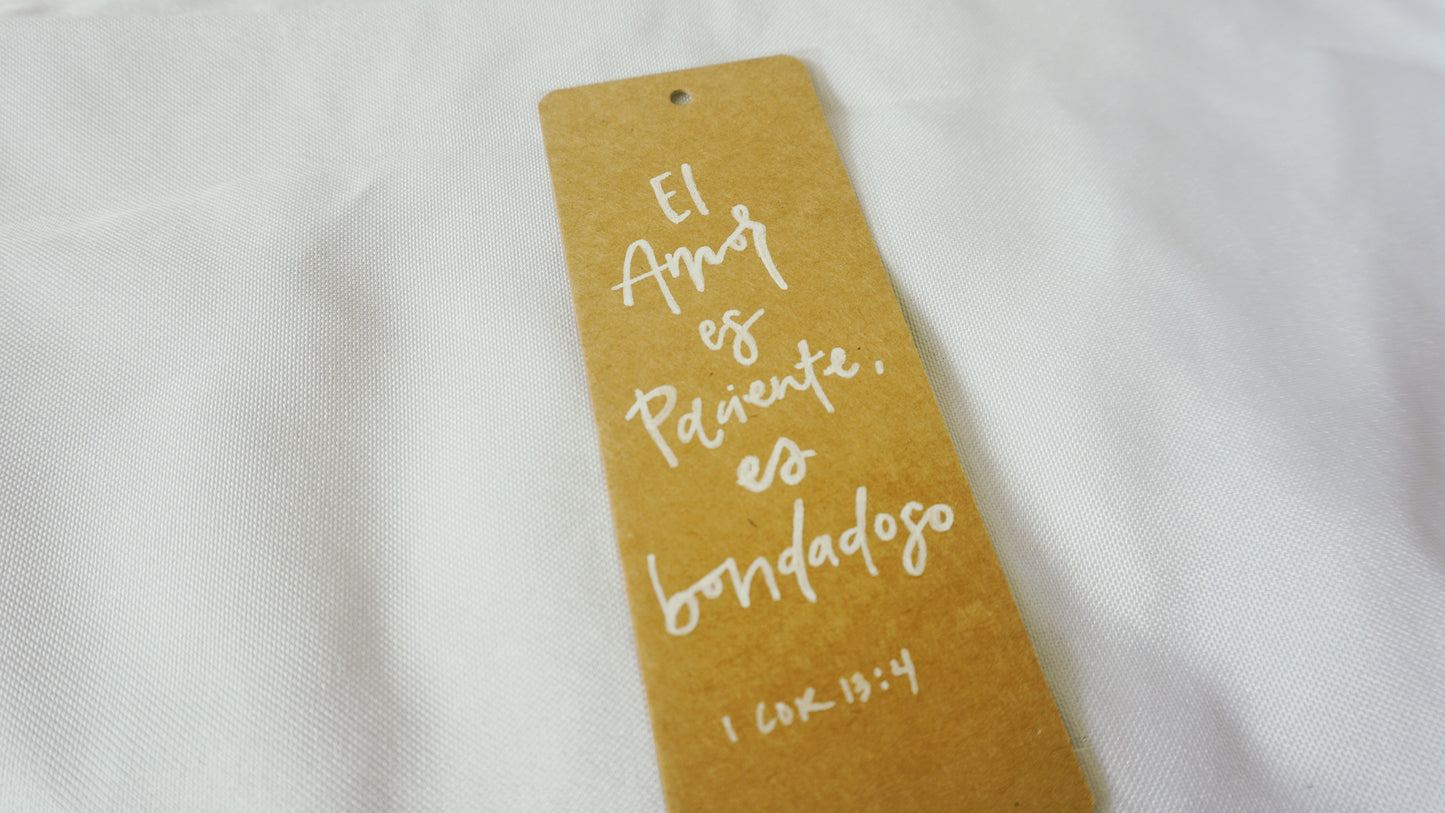 El
Amor
es
Paciente,
es
bondadoso
1 COR 13:4